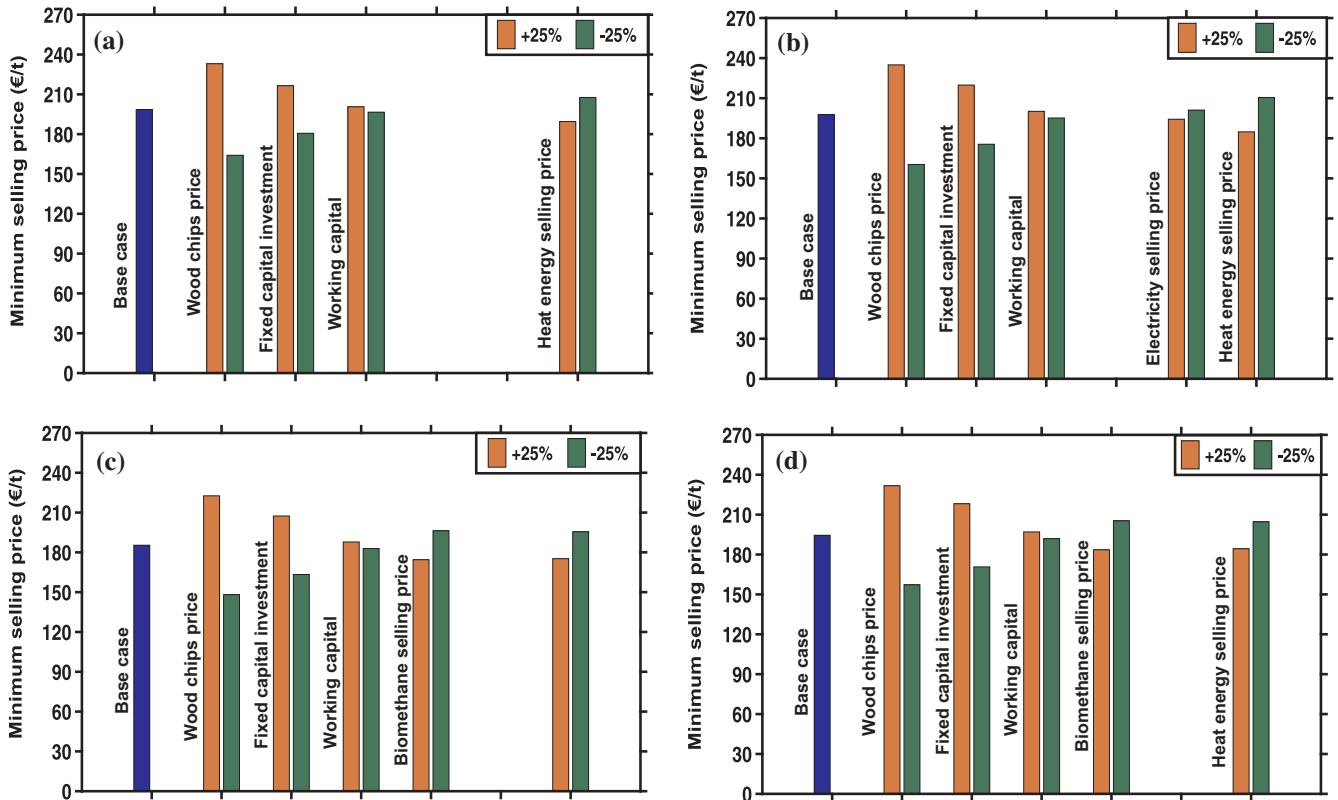 (a)
+25% -25%
Minimum selling price (€/t)
270
240
210
180
150
120
90
60
30
0
Base case
Wood chips price
Fixed capital investment
Working capital
Heat energy selling price
(b)
+25% -25%
Minimum selling price (€/t)
270
240
210
180
150
120
90
60
30
0
Base case
Wood chips price
Fixed capital investment
Working capital
Electricity selling price
Heat energy selling price
(c)
+25% -25%
Minimum selling price (€/t)
270
240
210
180
150
120
90
60
30
0
Base case
Wood chips price
Fixed capital investment
Working capital
Biomethane selling price
(d)
+25% -25%
Minimum selling price (€/t)
270
240
210
180
150
120
90
60
30
0
Base case
Wood chips price
Fixed capital investment
Working capital
Biomethane selling price
Heat energy selling price